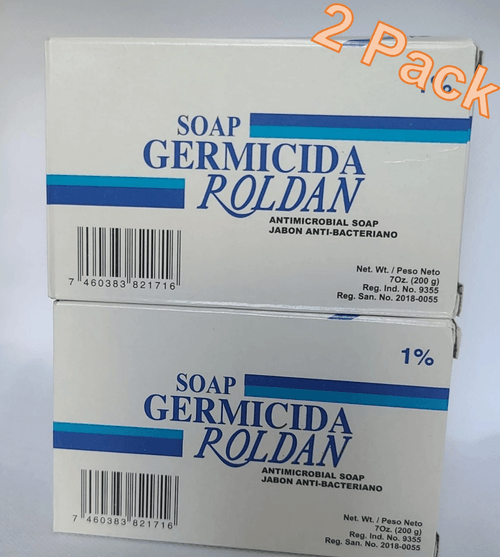 2 Pack
1%
SOAP
GERMICIDA
ROLDAN
ANTIMICROBIAL SOAP
JABON ANTI-BACTERIANO
Net. Wt. / Peso Neto
7Oz. (200 g)
Reg. Ind. No. 9355
Reg. San. No. 2018-0055
7 460383 821716
1%
SOAP
GERMICIDA
ROLDAN
ANTIMICROBIAL SOAP
JABON ANTI-BACTERIANO
Net. Wt. / Peso Neto
7Oz. (200 g)
Reg. Ind. No. 9355
Reg. San. No. 2018-0055
7 460383 821716